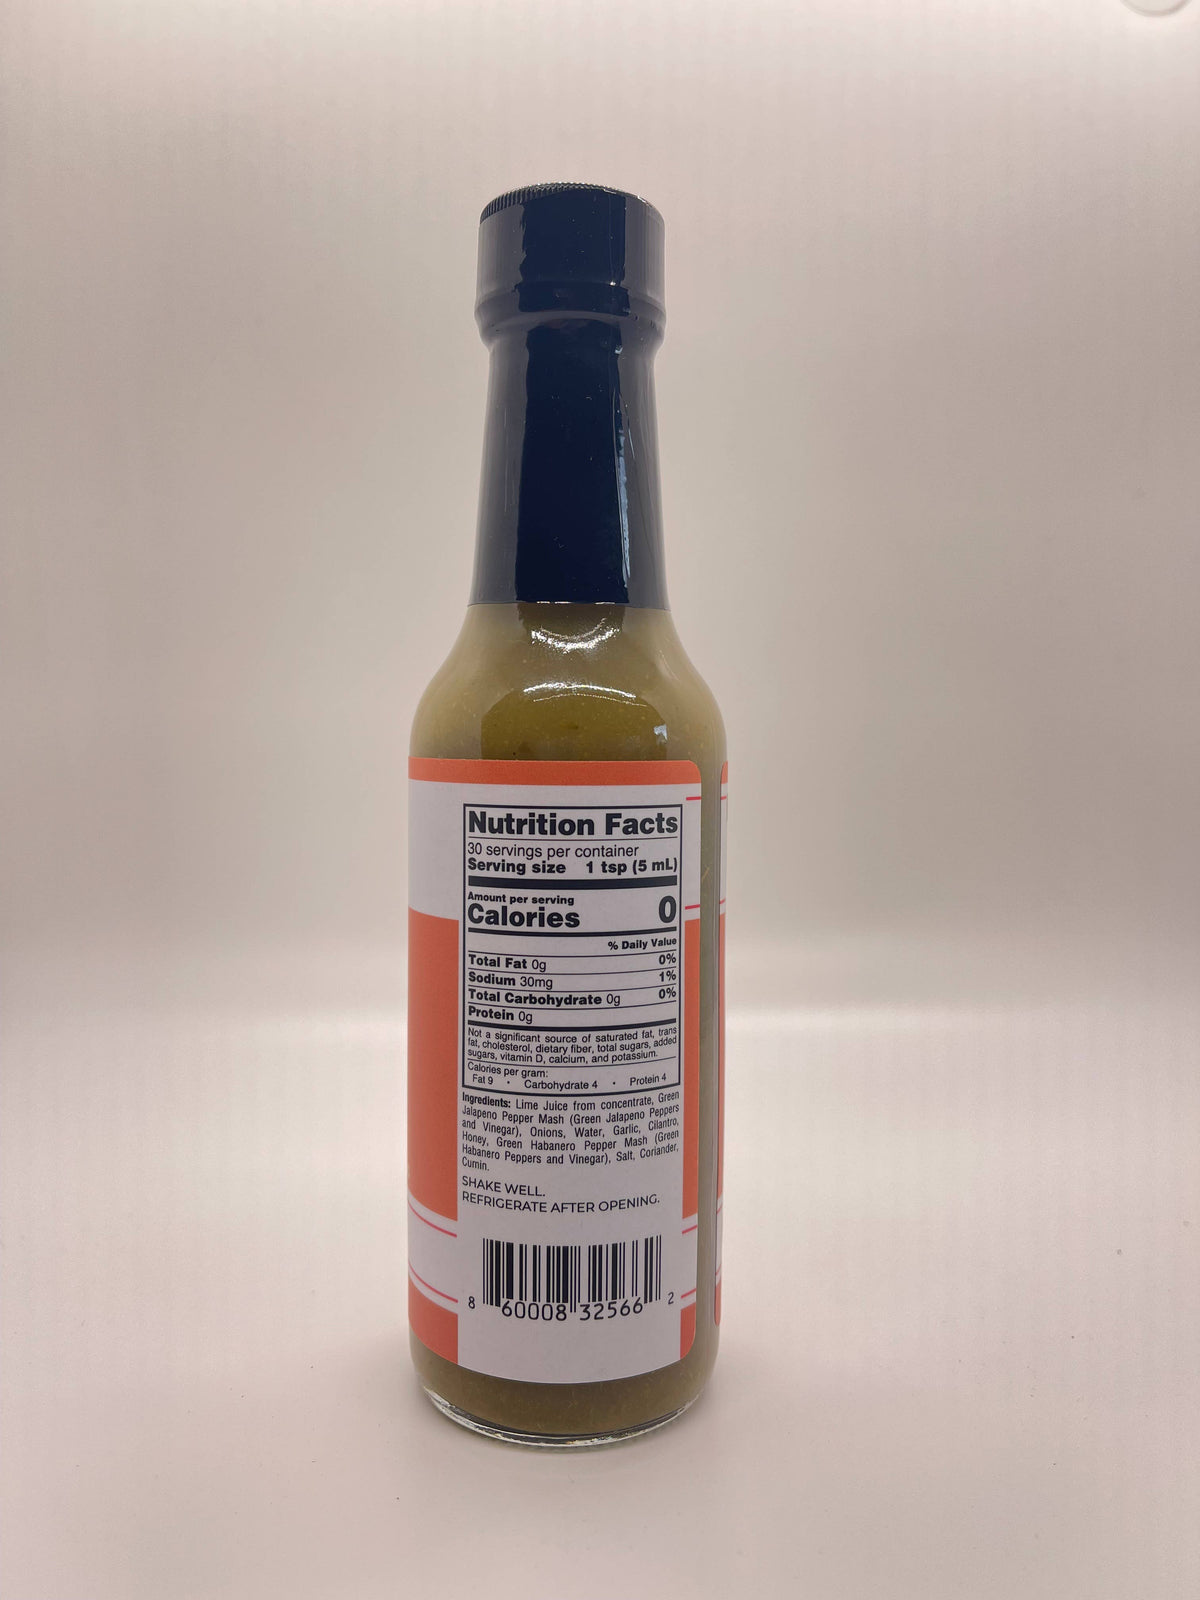 Nutrition Facts
30 servings per container
Serving size 1 tsp (5 mL)
Amount per serving
Calories 0
% Daily Value
Total Fat 0g 0%
Sodium 30mg 1%
Total Carbohydrate 0g 0%
Protein 0g
Not a significant source of saturated fat, trans
fat, cholesterol, dietary fiber, total sugars, added
sugars, vitamin D, calcium, and potassium.
Calories per gram:
Fat 9 • Carbohydrate 4 • Protein 4
Ingredients: Lime Juice from concentrate, Green
Jalapeno Pepper Mash (Green Jalapeno Peppers
and Vinegar), Onions, Water, Garlic, Cilantro,
Honey, Green Habanero Pepper Mash (Green
Habanero Peppers and Vinegar), Salt, Coriander,
Cumin.
SHAKE WELL.
REFRIGERATE AFTER OPENING.
8 60008 32566 2